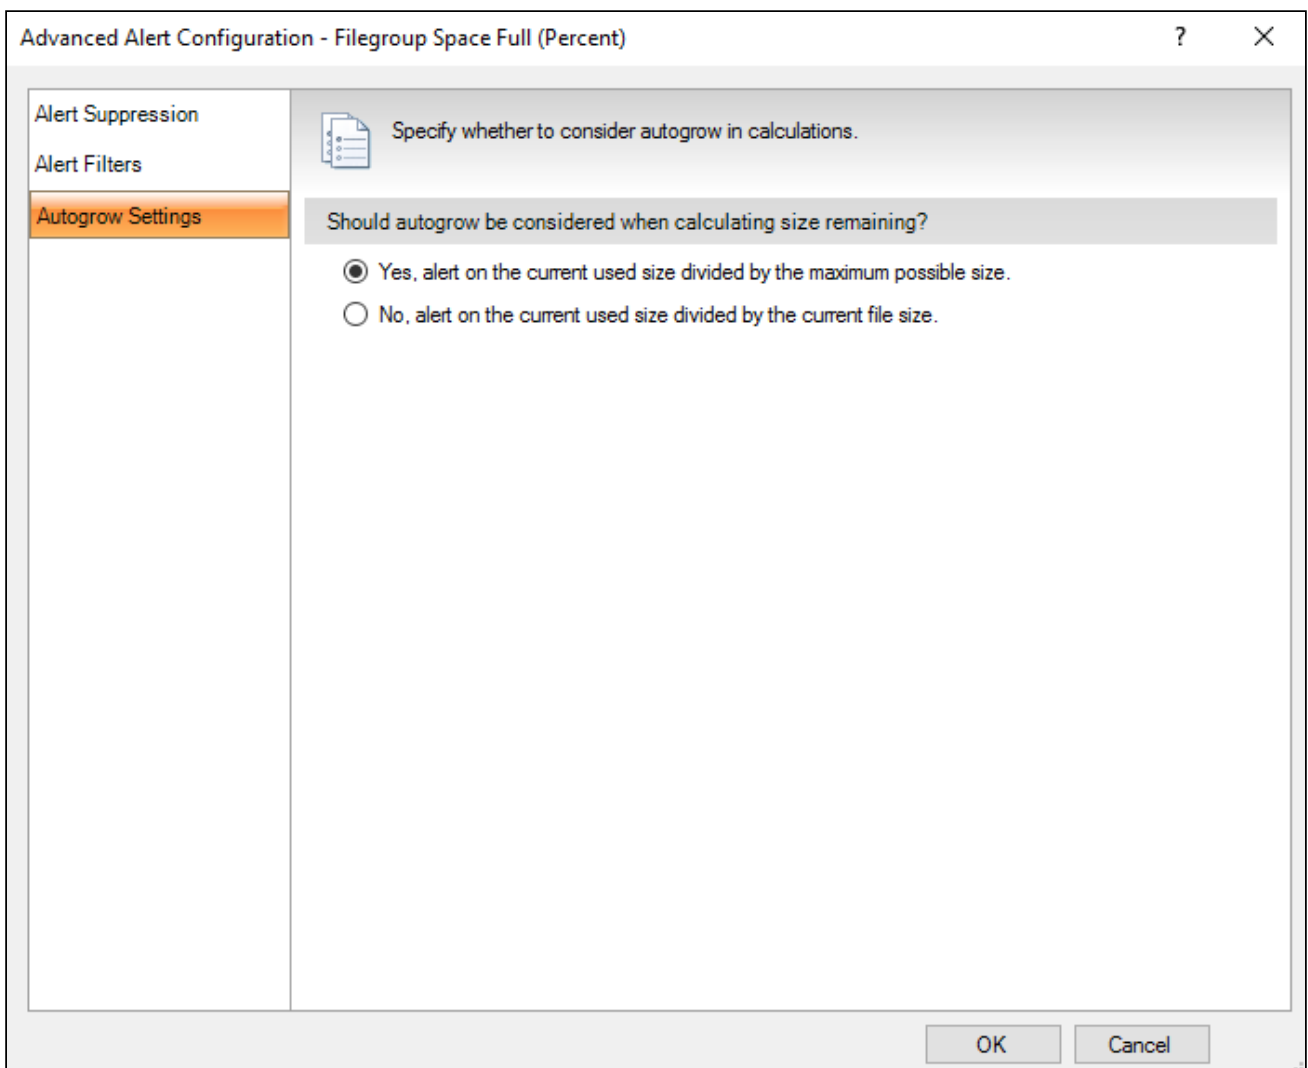 Advanced Alert Configuration - Filegroup Space Full (Percent)
?
Alert Suppression
Alert Filters
Autogrow Settings
Specify whether to consider autogrow in calculations.
Should autogrow be considered when calculating size remaining?
Yes, alert on the current used size divided by the maximum possible size.
No, alert on the current used size divided by the current file size.
OK
Cancel